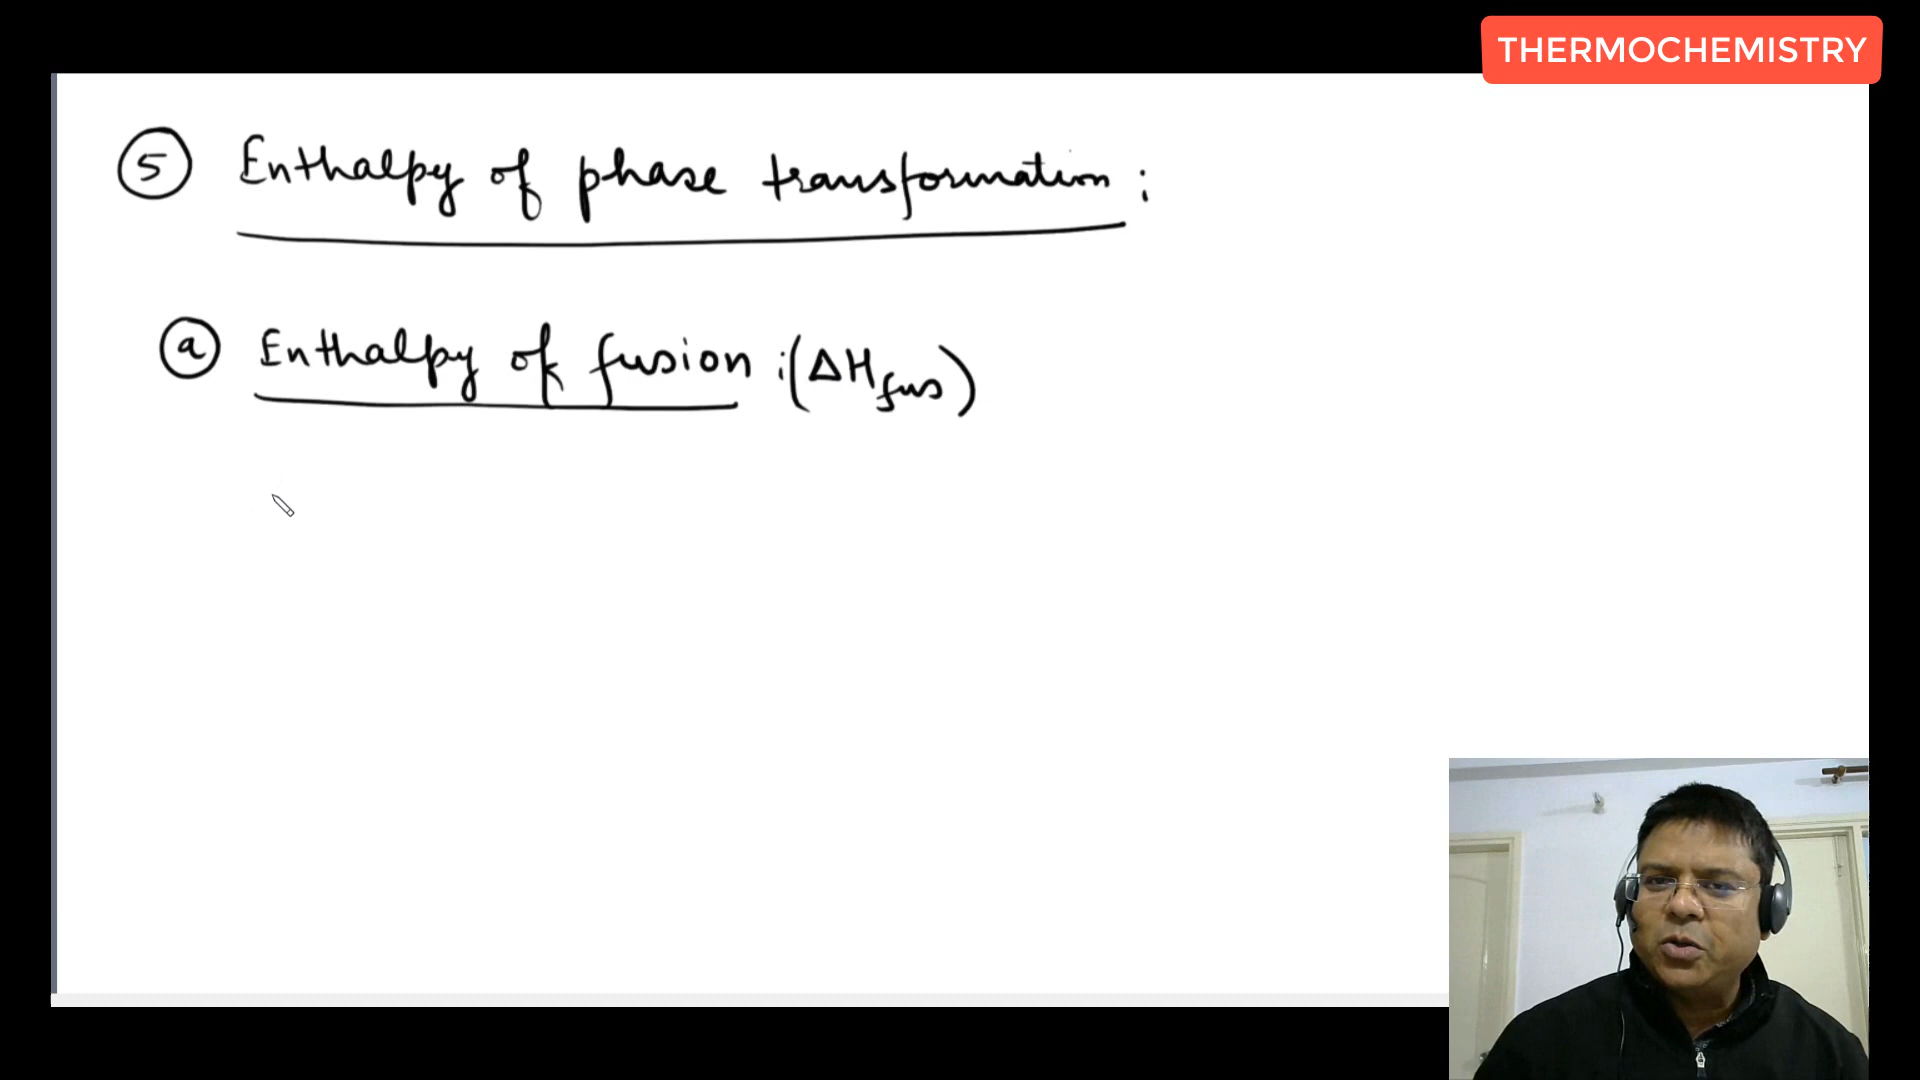 THERMOCHEMISTRY
5 Enthalpy of phase transformation :
a Enthalpy of fusion : (ΔHfus)